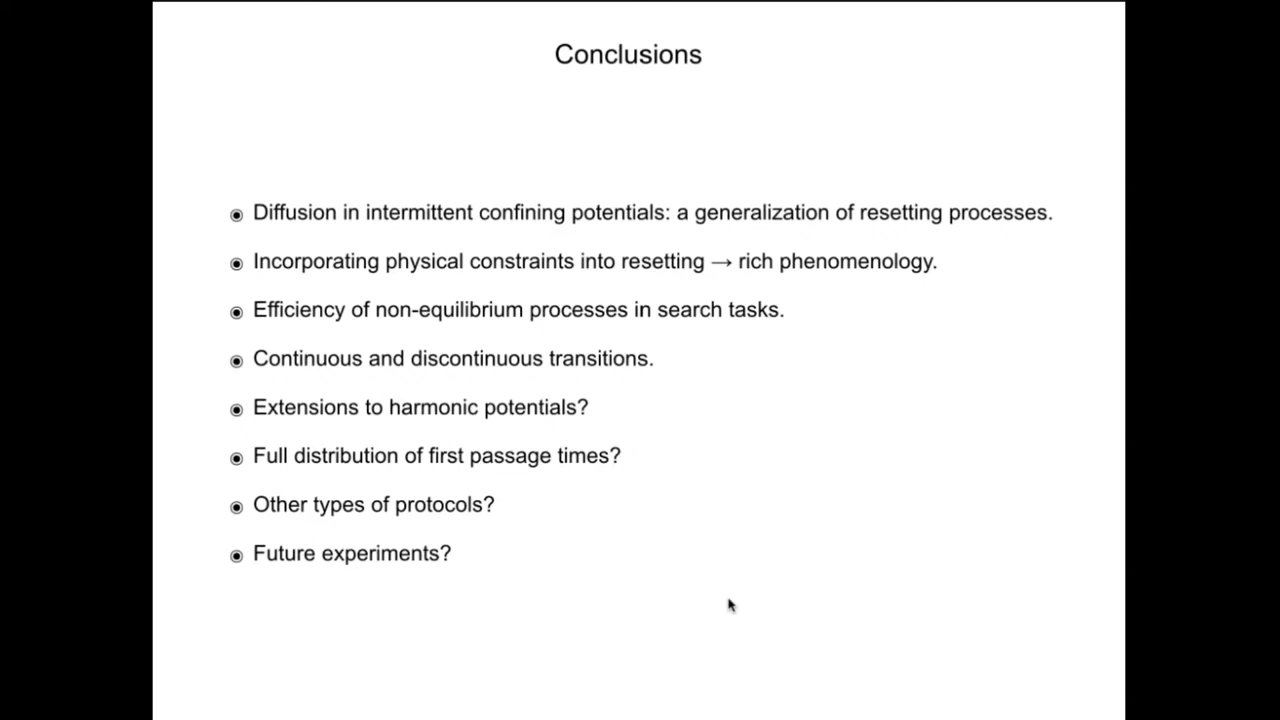 Conclusions
◉ Diffusion in intermittent confining potentials: a generalization of resetting processes.
◉ Incorporating physical constraints into resetting → rich phenomenology.
◉ Efficiency of non-equilibrium processes in search tasks.
◉ Continuous and discontinuous transitions.
◉ Extensions to harmonic potentials?
◉ Full distribution of first passage times?
◉ Other types of protocols?
◉ Future experiments?